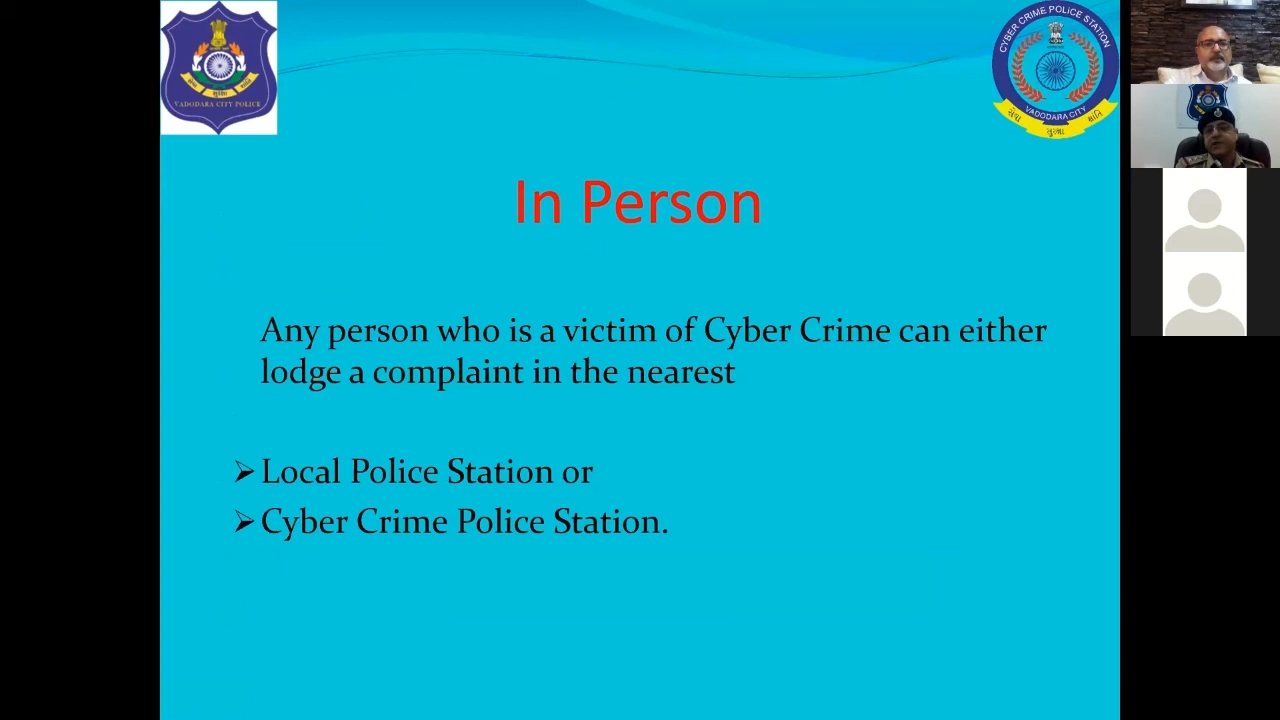 VADODARA CITY POLICE
CYBER CRIME POLICE STATION
VADODARA CITY
સેવા
સુરક્ષા
શાંતિ
In Person
Any person who is a victim of Cyber Crime can either
lodge a complaint in the nearest
Local Police Station or
Cyber Crime Police Station.